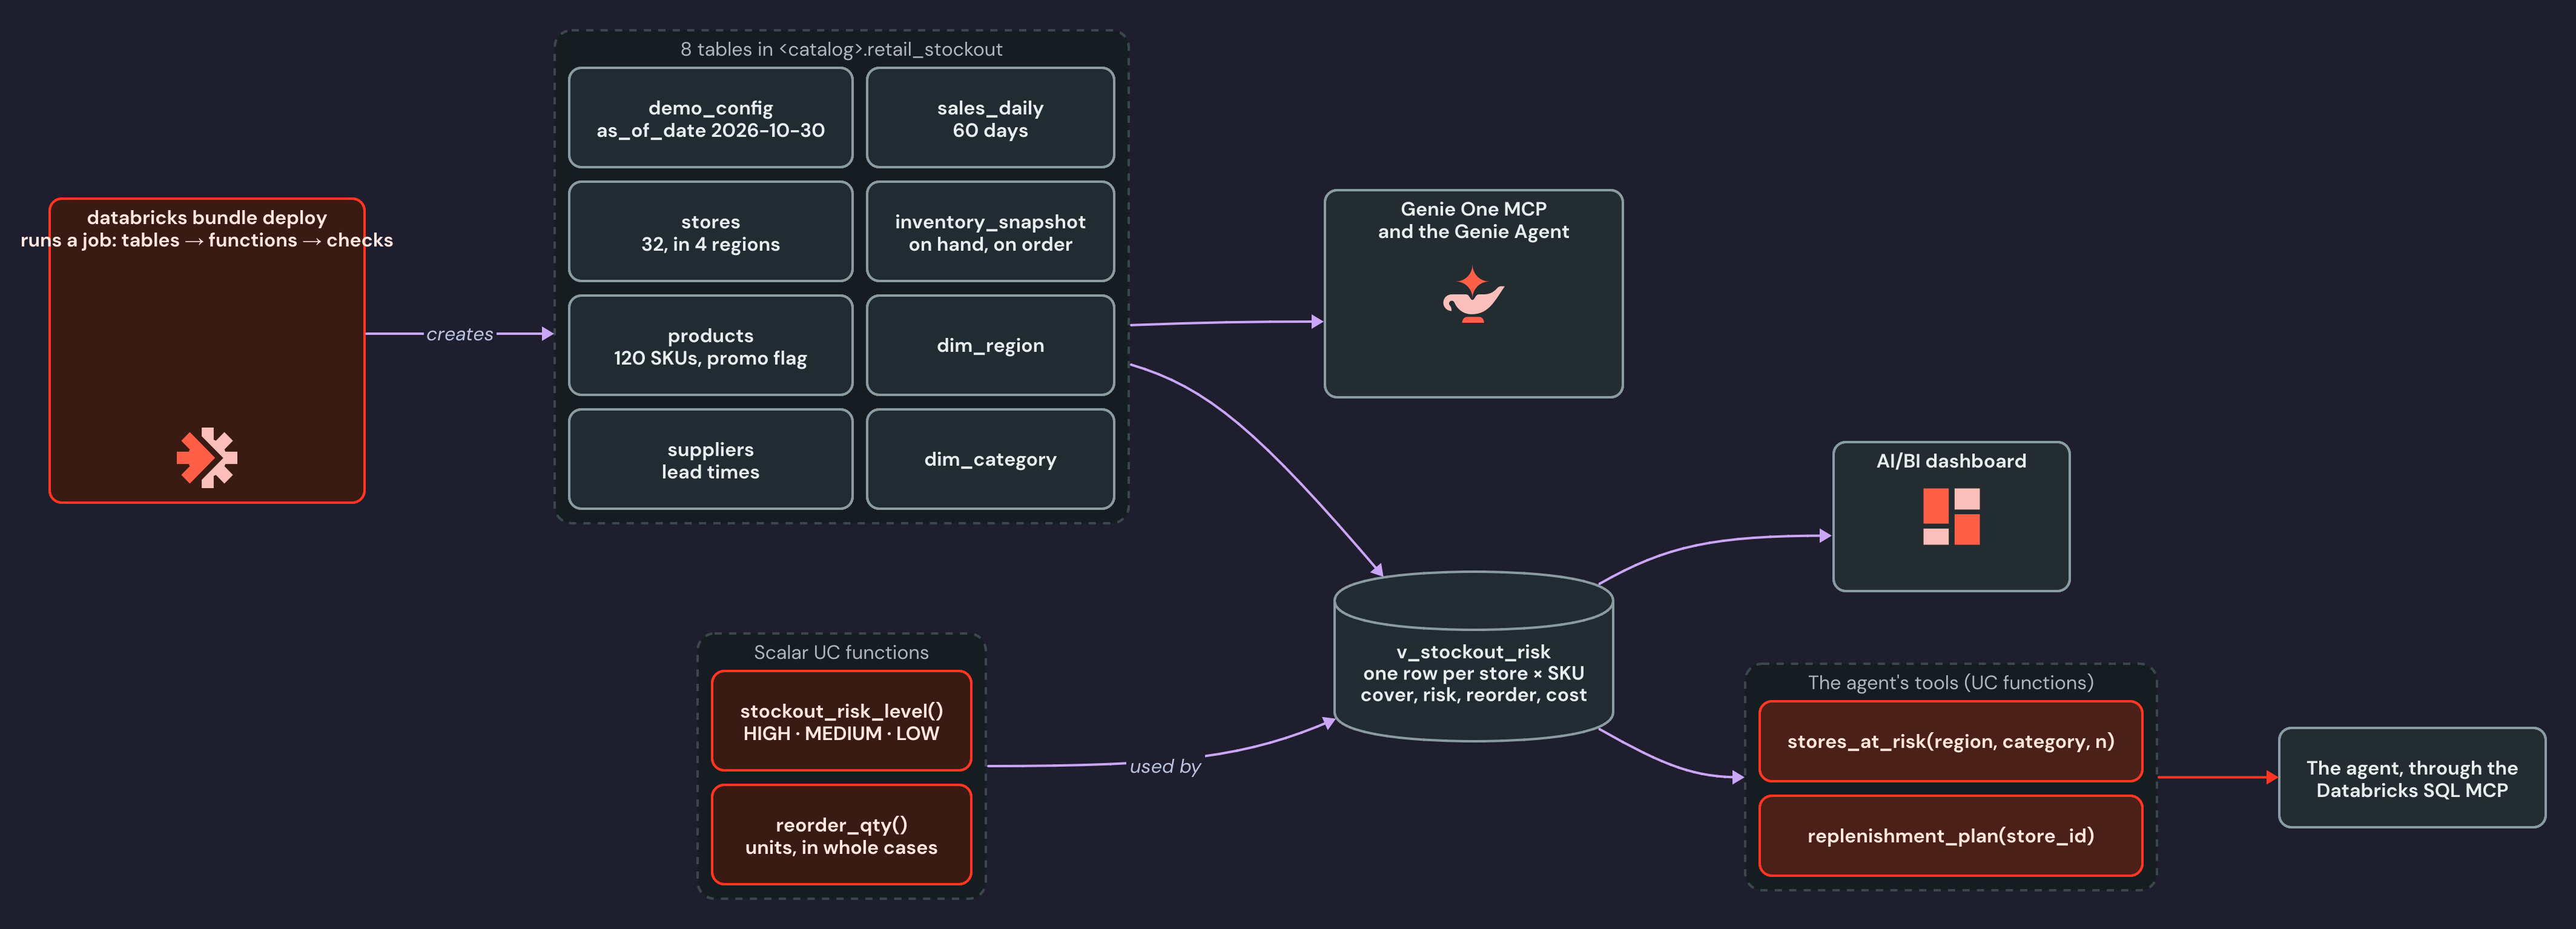 databricks bundle deploy
runs a job: tables → functions → checks
creates
8 tables in <catalog>.retail_stockout
demo_config
as_of_date 2026-10-30
sales_daily
60 days
stores
32, in 4 regions
inventory_snapshot
on hand, on order
products
120 SKUs, promo flag
dim_region
suppliers
lead times
dim_category
Genie One MCP
and the Genie Agent
AI/BI dashboard
Scalar UC functions
stockout_risk_level()
HIGH · MEDIUM · LOW
reorder_qty()
units, in whole cases
used by
v_stockout_risk
one row per store × SKU
cover, risk, reorder, cost
The agent's tools (UC functions)
stores_at_risk(region, category, n)
replenishment_plan(store_id)
The agent, through the
Databricks SQL MCP